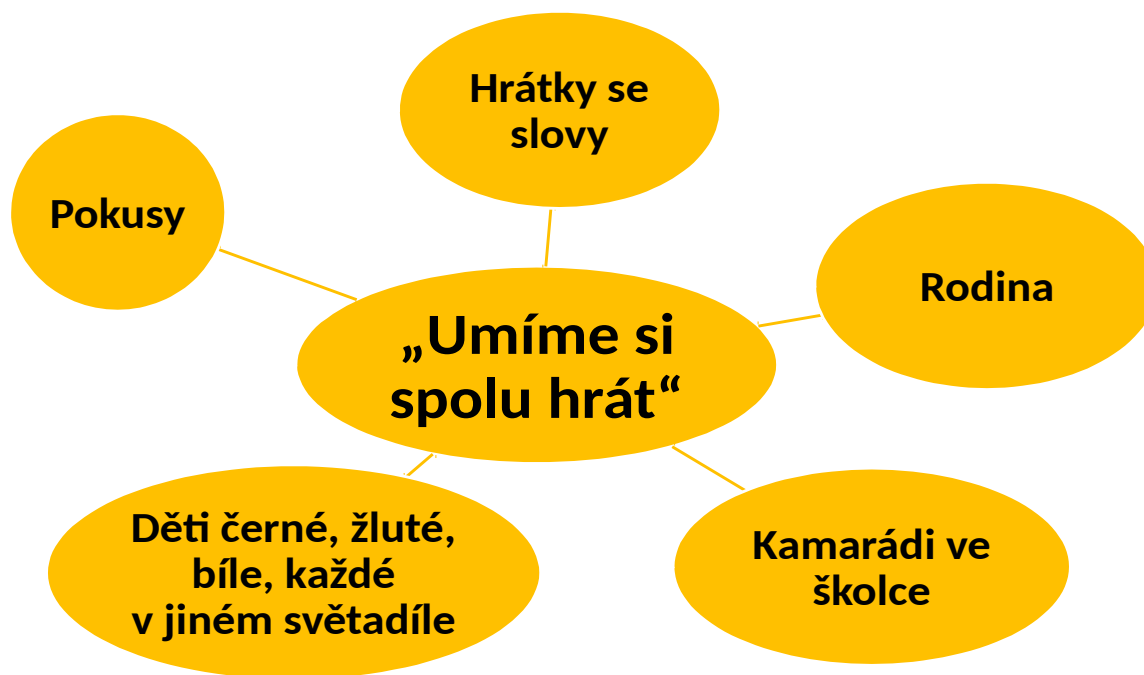 Hrátky se
slovy
Pokusy
Rodina
„Umíme si
spolu hrát“
Děti černé, žluté,
bíle, každé
v jiném světadíle
Kamarádi ve
školce